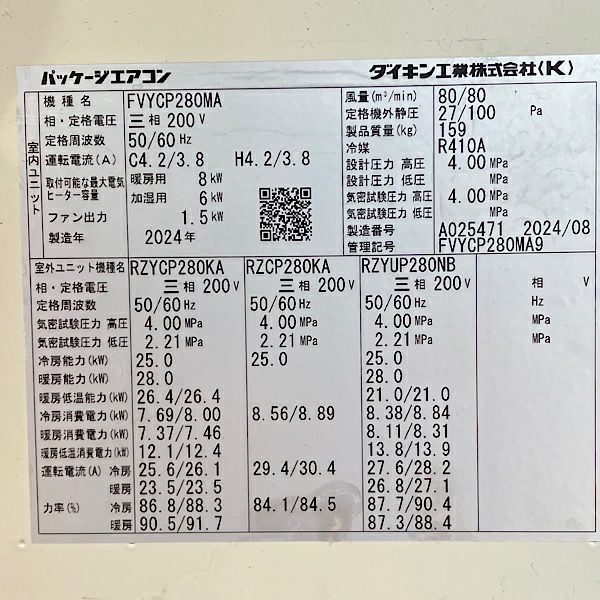 パッケージエアコン ダイキン工業株式会社〈K〉
室内ユニット
機種名 FVYCP280MA
相・定格電圧 三相 200 V
定格周波数 50/60 Hz
運転電流(A) C4.2/3.8 H4.2/3.8
取付可能な最大電気ヒーター容量 暖房用 8 kW
加湿用 6 kW
ファン出力 1.5 kW
製造年 2024年
風量(m³/min) 80/80
定格機外静圧 27/100 Pa
製品質量(kg) 159
冷媒 R410A
設計圧力 高圧 4.00 MPa
設計圧力 低圧 MPa
気密試験圧力 高圧 4.00 MPa
気密試験圧力 低圧 MPa
製造番号 A025471 2024/08
管理記号 FVYCP280MA9
室外ユニット機種名 RZYCP280KA RZCP280KA RZYUP280NB
相・定格電圧 三相 200 V 三相 200 V 三相 200 V 相 V
定格周波数 50/60 Hz 50/60 Hz 50/60 Hz Hz
気密試験圧力 高圧 4.00 MPa 4.00 MPa 4.00 MPa MPa
気密試験圧力 低圧 2.21 MPa 2.21 MPa 2.21 MPa MPa
冷房能力(kW) 25.0 25.0 25.0
暖房能力(kW) 28.0 28.0
暖房低温能力(kW) 26.4/26.4 21.0/21.0
冷房消費電力(kW) 7.69/8.00 8.56/8.89 8.38/8.84
暖房消費電力(kW) 7.37/7.46 8.11/8.31
暖房低温消費電力(kW) 12.1/12.4 13.8/13.9
運転電流(A) 冷房 25.6/26.1 29.4/30.4 27.6/28.2
暖房 23.5/23.5 26.8/27.1
力率(%) 冷房 86.8/88.3 84.1/84.5 87.7/90.4
暖房 90.5/91.7 87.3/88.4